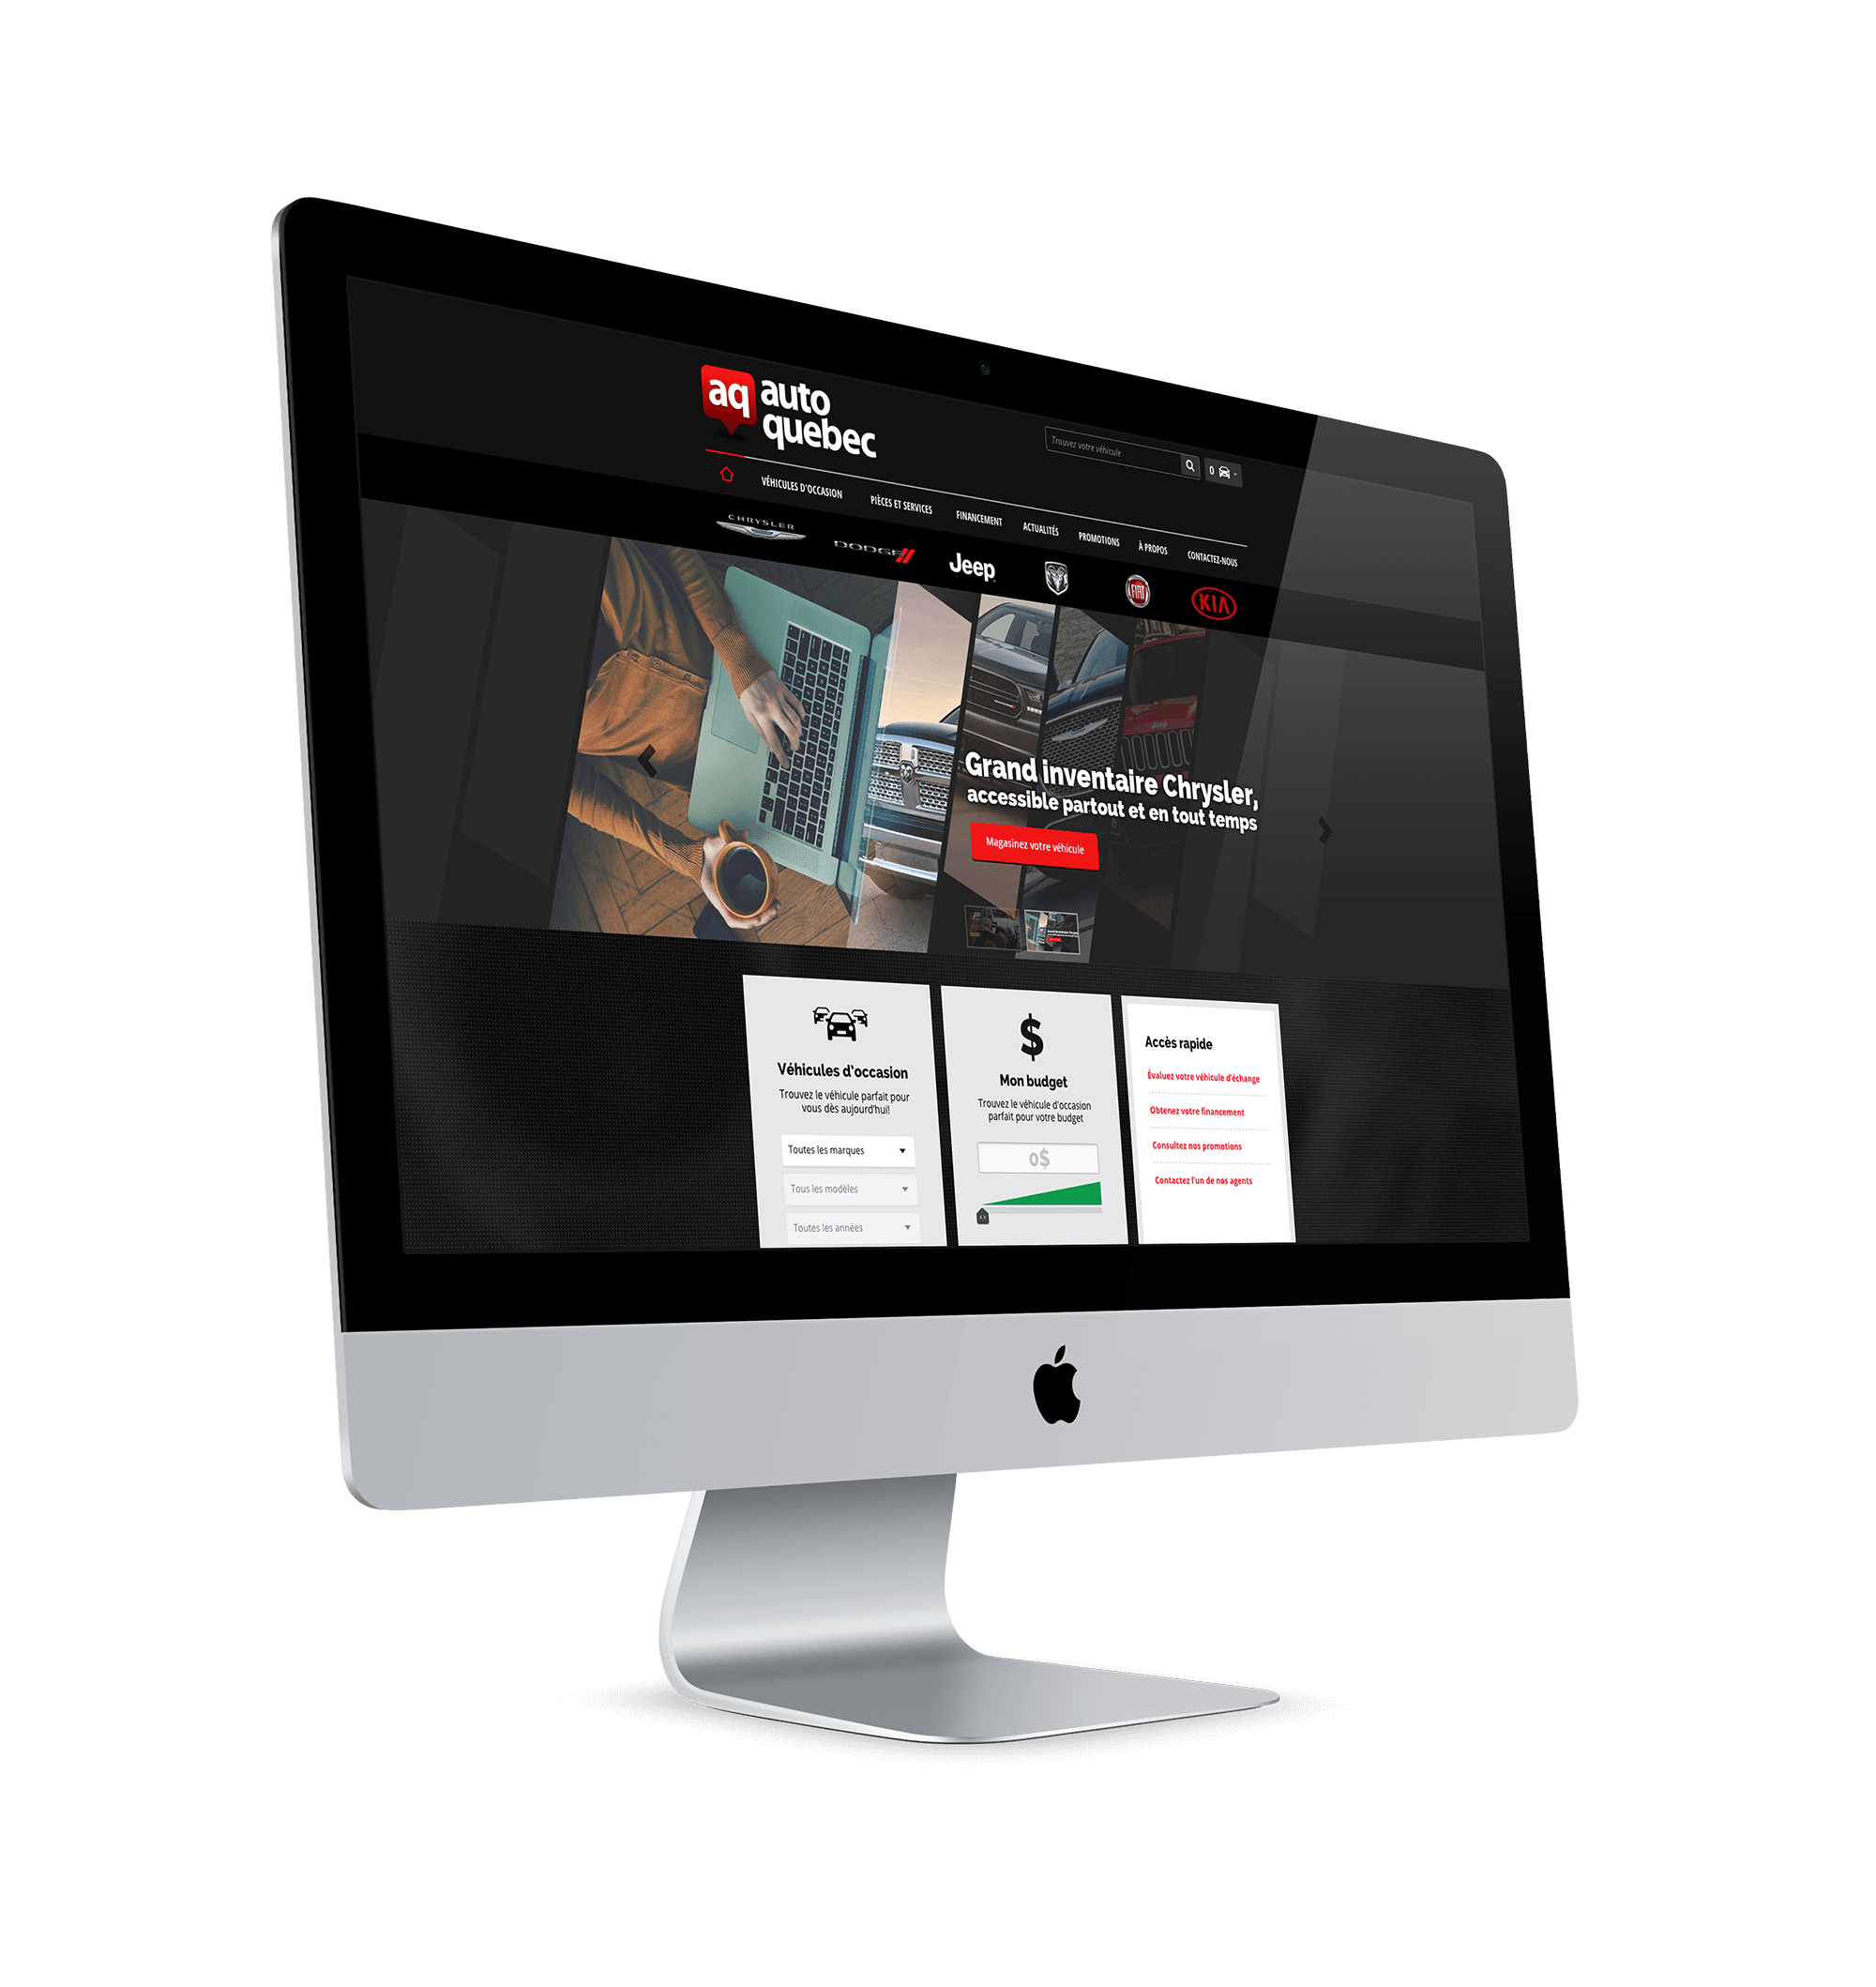 aq auto
quebec
Trouvez votre véhicule
0
VÉHICULES D'OCCASION PIÈCES ET SERVICES FINANCEMENT ACTUALITÉS PROMOTIONS À PROPOS CONTACTEZ-NOUS
CHRYSLER DODGE Jeep FIAT KIA
Jeep
Grand inventaire Chrysler,
accessible partout et en tout temps
Magasinez votre véhicule
Véhicules d'occasion
Trouvez le véhicule parfait pour
vous dès aujourd'hui!
Toutes les marques
Tous les modèles
Toutes les années
$
Mon budget
Trouvez le véhicule d'occasion
parfait pour votre budget
0$
Accès rapide
Évaluez votre véhicule d'échange
Obtenez votre financement
Consultez nos promotions
Contactez l'un de nos agents